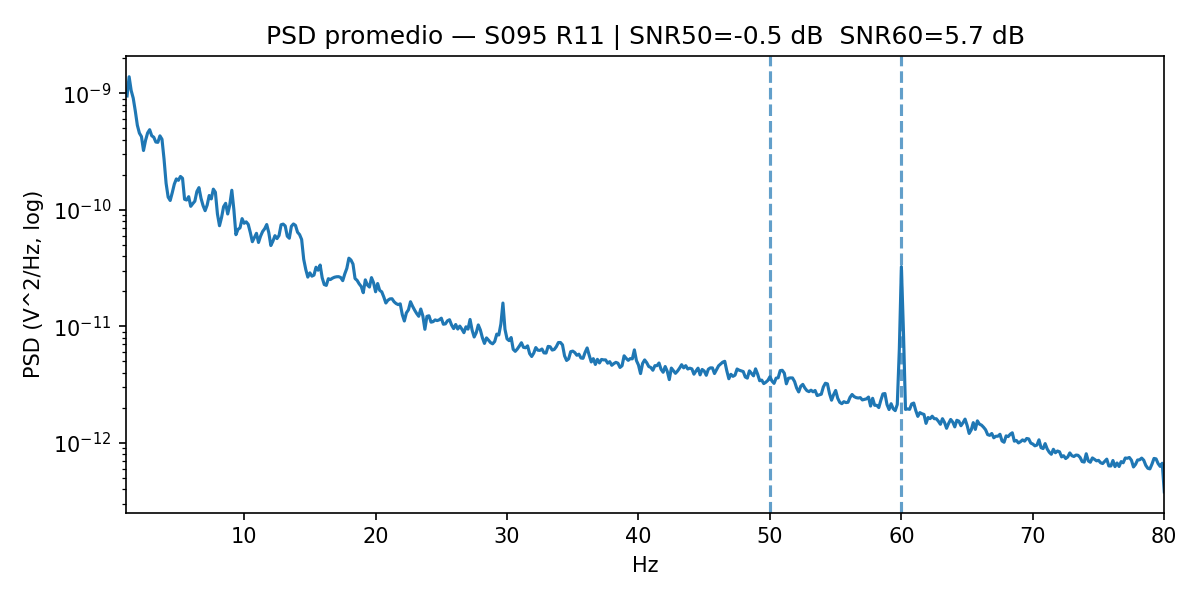 PSD promedio — S095 R11 | SNR50=-0.5 dB  SNR60=5.7 dB
PSD (V^2/Hz, log)
10⁻⁹
10⁻¹⁰
10⁻¹¹
10⁻¹²
10 20 30 40 50 60 70 80
Hz